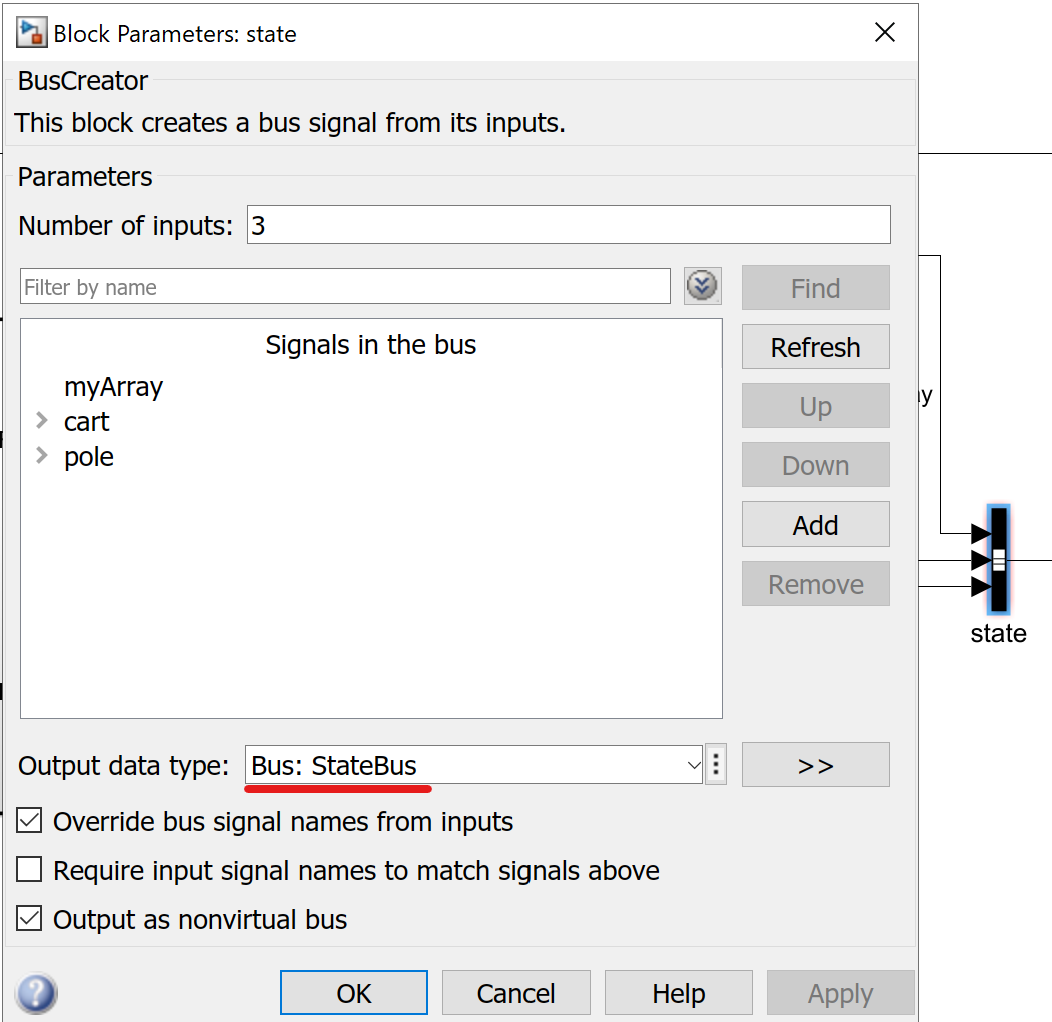 Block Parameters: state
BusCreator
This block creates a bus signal from its inputs.
Parameters
Number of inputs: 3
Filter by name
Find
Signals in the bus
Refresh
myArray
cart
pole
Up
Down
Add
Remove
Output data type: Bus: StateBus
>>
Override bus signal names from inputs
Require input signal names to match signals above
Output as nonvirtual bus
?
OK Cancel Help Apply
state